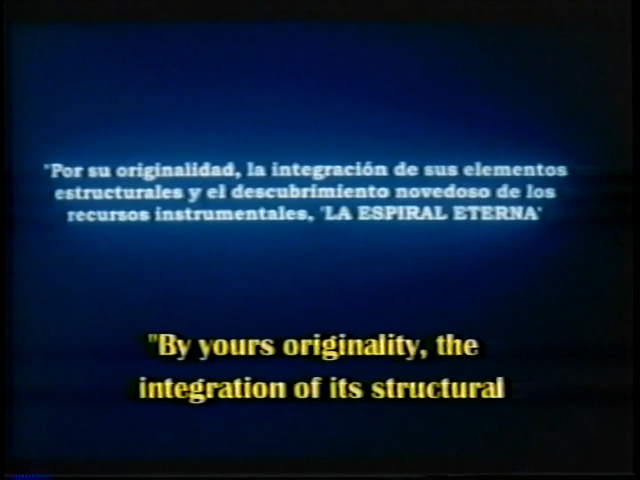 "Por su originalidad, la integración de sus elementos
estructurales y el descubrimiento novedoso de los
recursos instrumentales, 'LA ESPIRAL ETERNA'
"By yours originality, the
integration of its structural